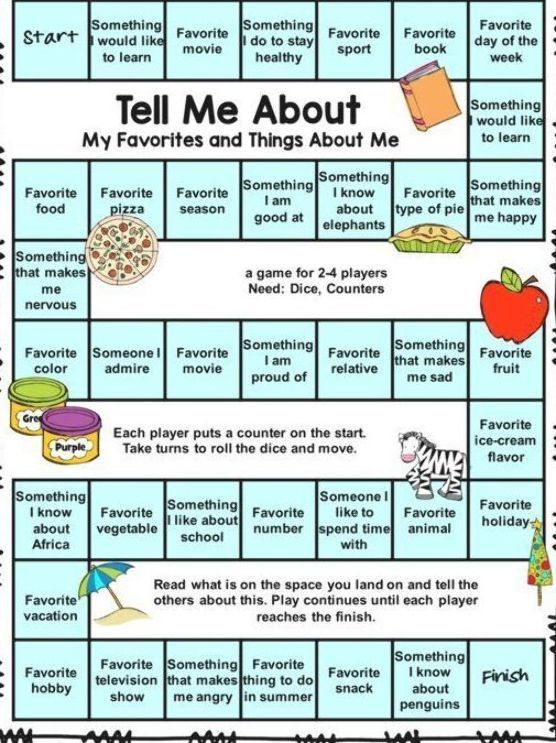 Start
Something
I would like
to learn
Favorite
movie
Something
I do to stay
healthy
Favorite
sport
Favorite
book
Favorite
day of the
week
Tell Me About
My Favorites and Things About Me
Something
I would like
to learn
Favorite
food
Favorite
pizza
Favorite
season
Something
I am
good at
Something
I know
about
elephants
Favorite
type of pie
Something
that makes
me happy
Something
that makes
me
nervous
a game for 2-4 players
Need: Dice, Counters
Favorite
color
Someone I
admire
Favorite
movie
Something
I am
proud of
Favorite
relative
Something
that makes
me sad
Favorite
fruit
Gree
Purple
Each player puts a counter on the start.
Take turns to roll the dice and move.
Favorite
ice-cream
flavor
Something
I know
about
Africa
Favorite
vegetable
Something
I like about
school
Favorite
number
Someone I
like to
spend time
with
Favorite
animal
Favorite
holiday
Favorite
vacation
Read what is on the space you land on and tell the
others about this. Play continues until each player
reaches the finish.
Favorite
hobby
Favorite
television
show
Something
that makes
me angry
Favorite
thing to do
in summer
Favorite
snack
Something
I know
about
penguins
Finish